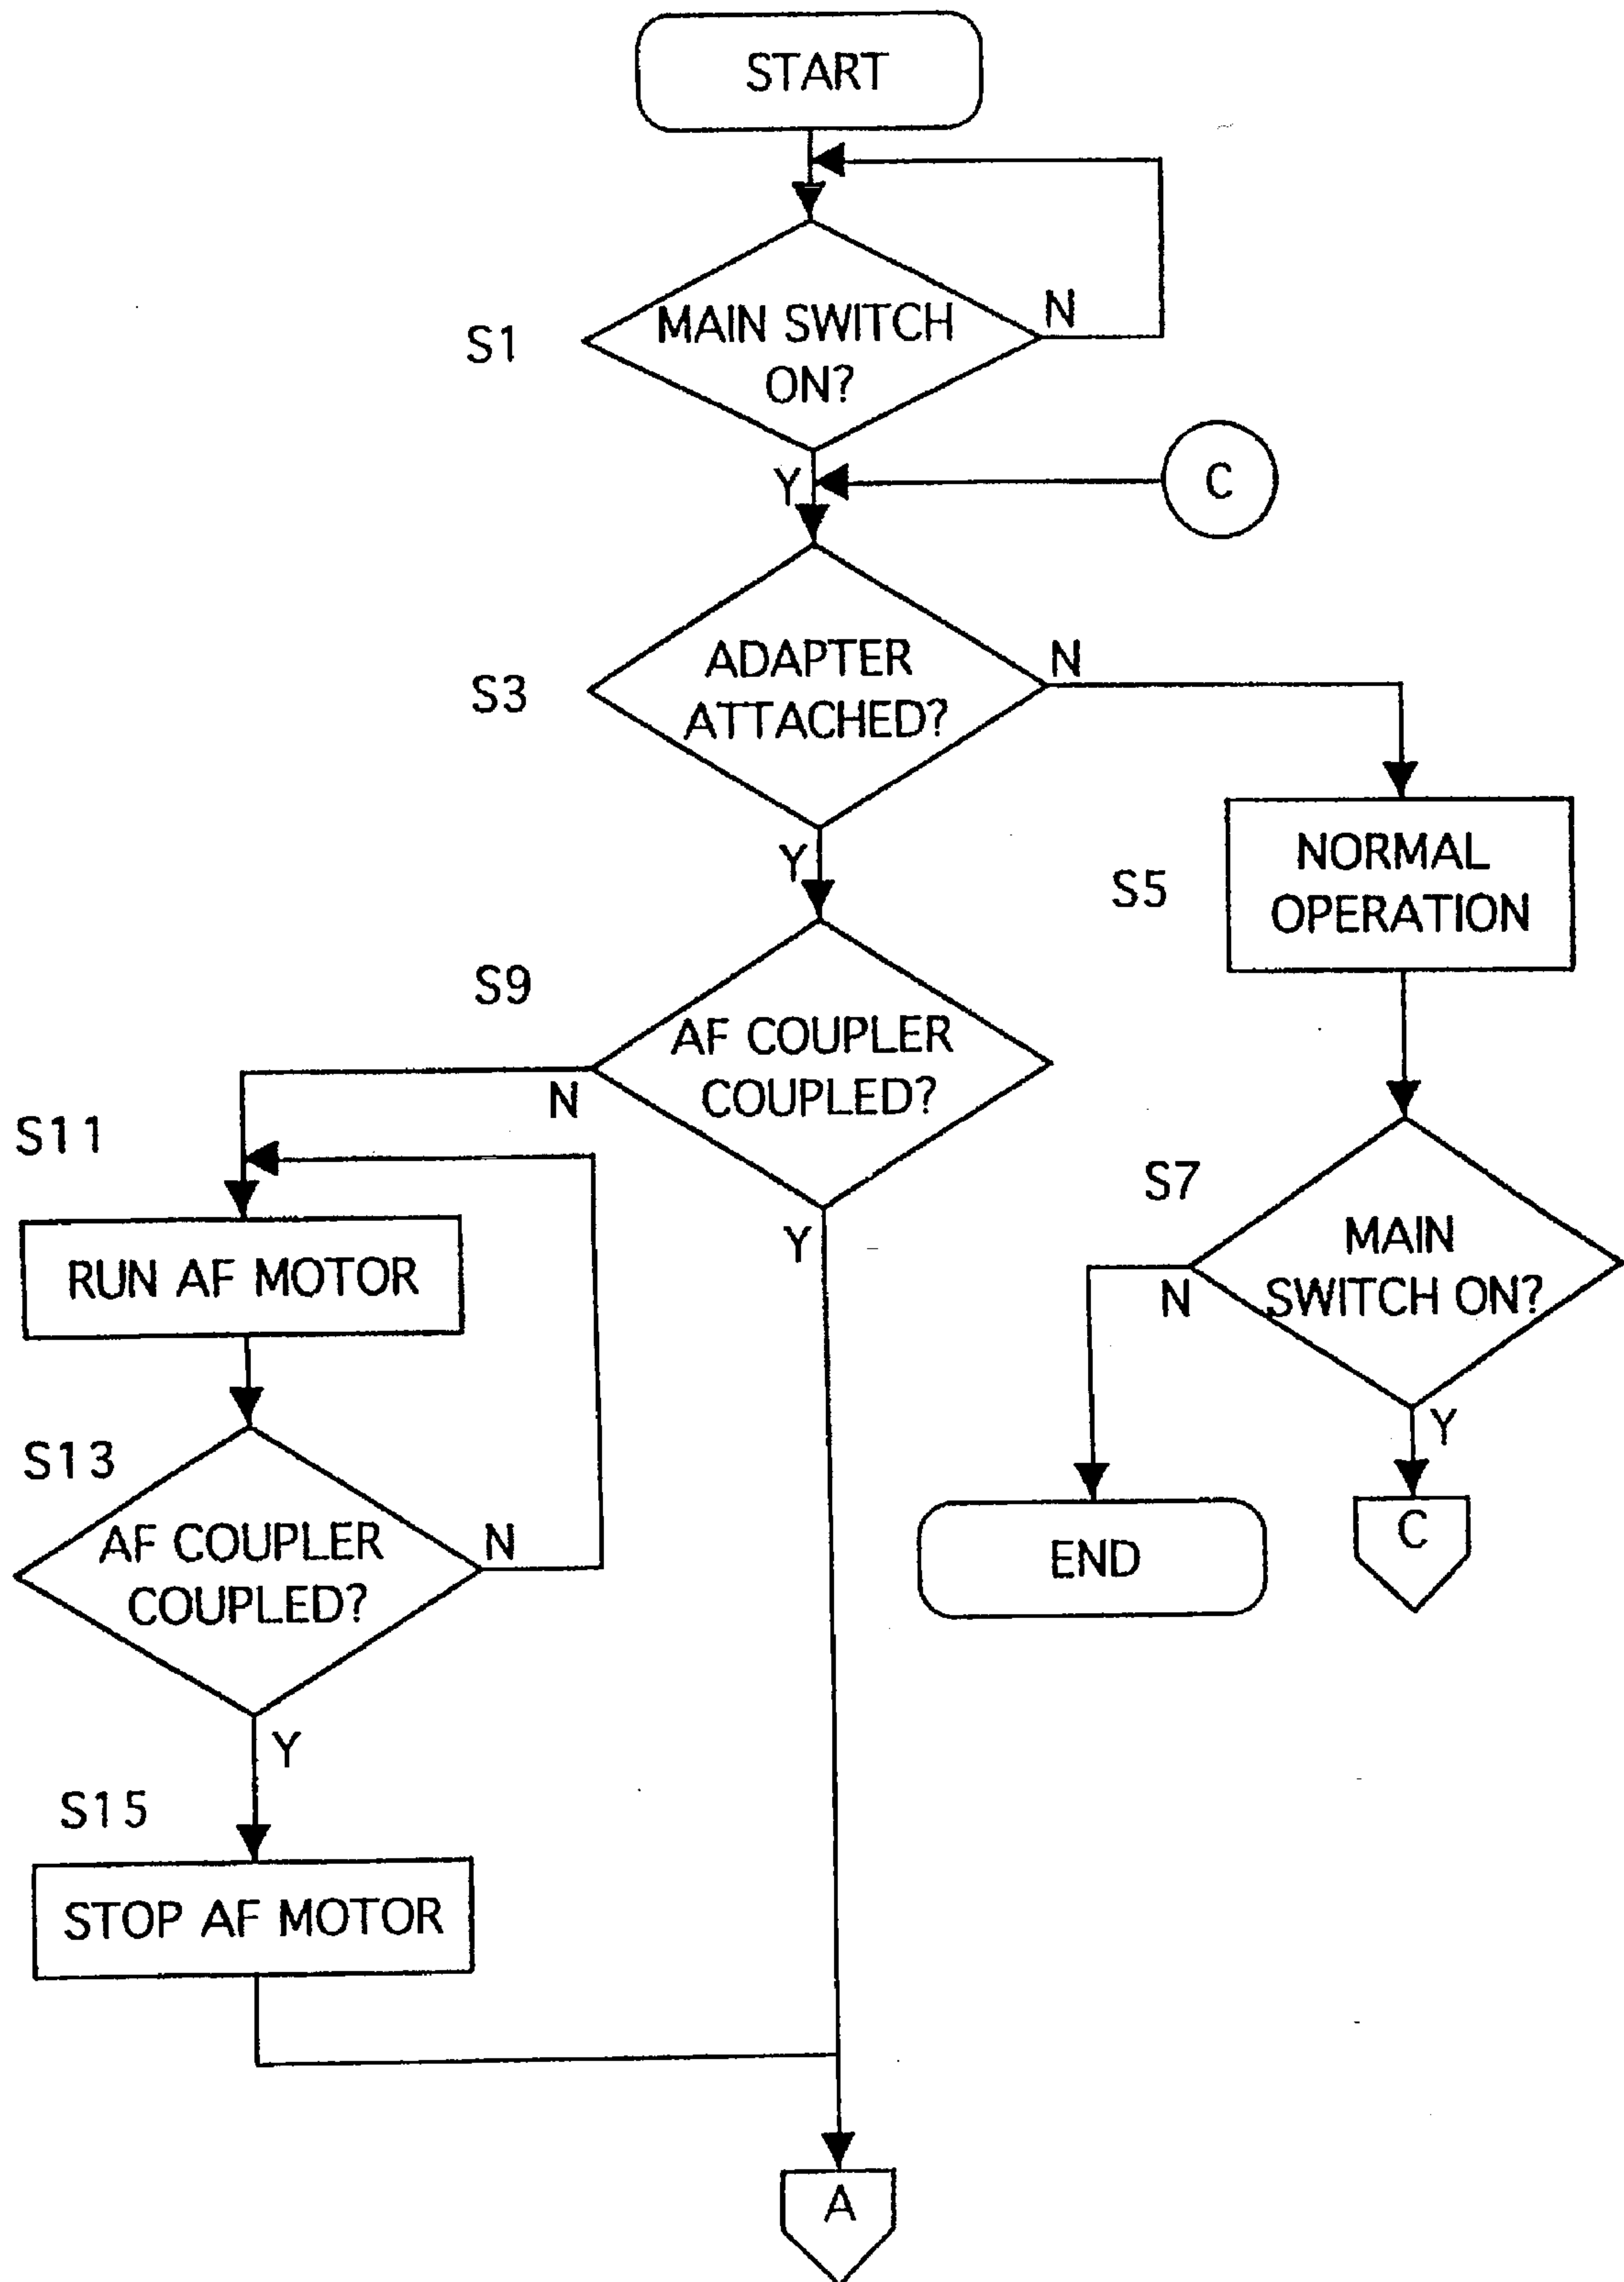 START
S1
MAIN SWITCH
ON?
N
Y
C
S3
ADAPTER
ATTACHED?
N
Y
S5
NORMAL
OPERATION
S9
AF COUPLER
COUPLED?
N
Y
S11
RUN AF MOTOR
S7
MAIN
SWITCH ON?
N
Y
S13
AF COUPLER
COUPLED?
N
Y
END
C
S15
STOP AF MOTOR
A